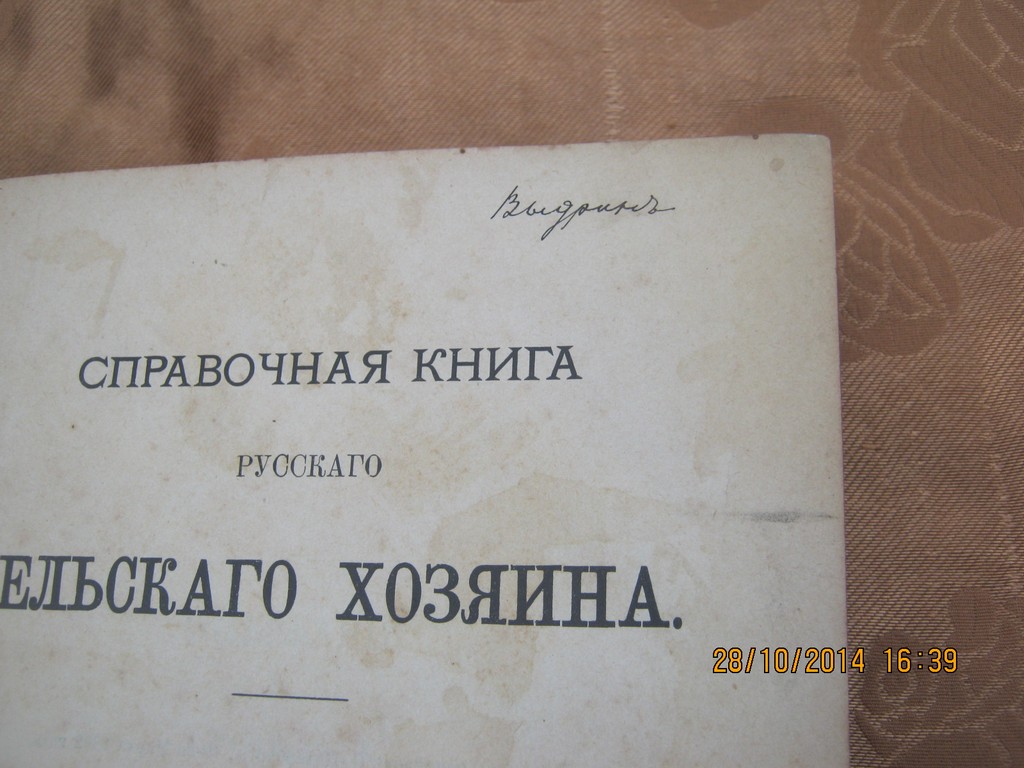 Выдринъ
СПРАВОЧНАЯ КНИГА
РУССКАГО
ЕЛЬСКАГО ХОЗЯИНА.
28/10/2014 16:39